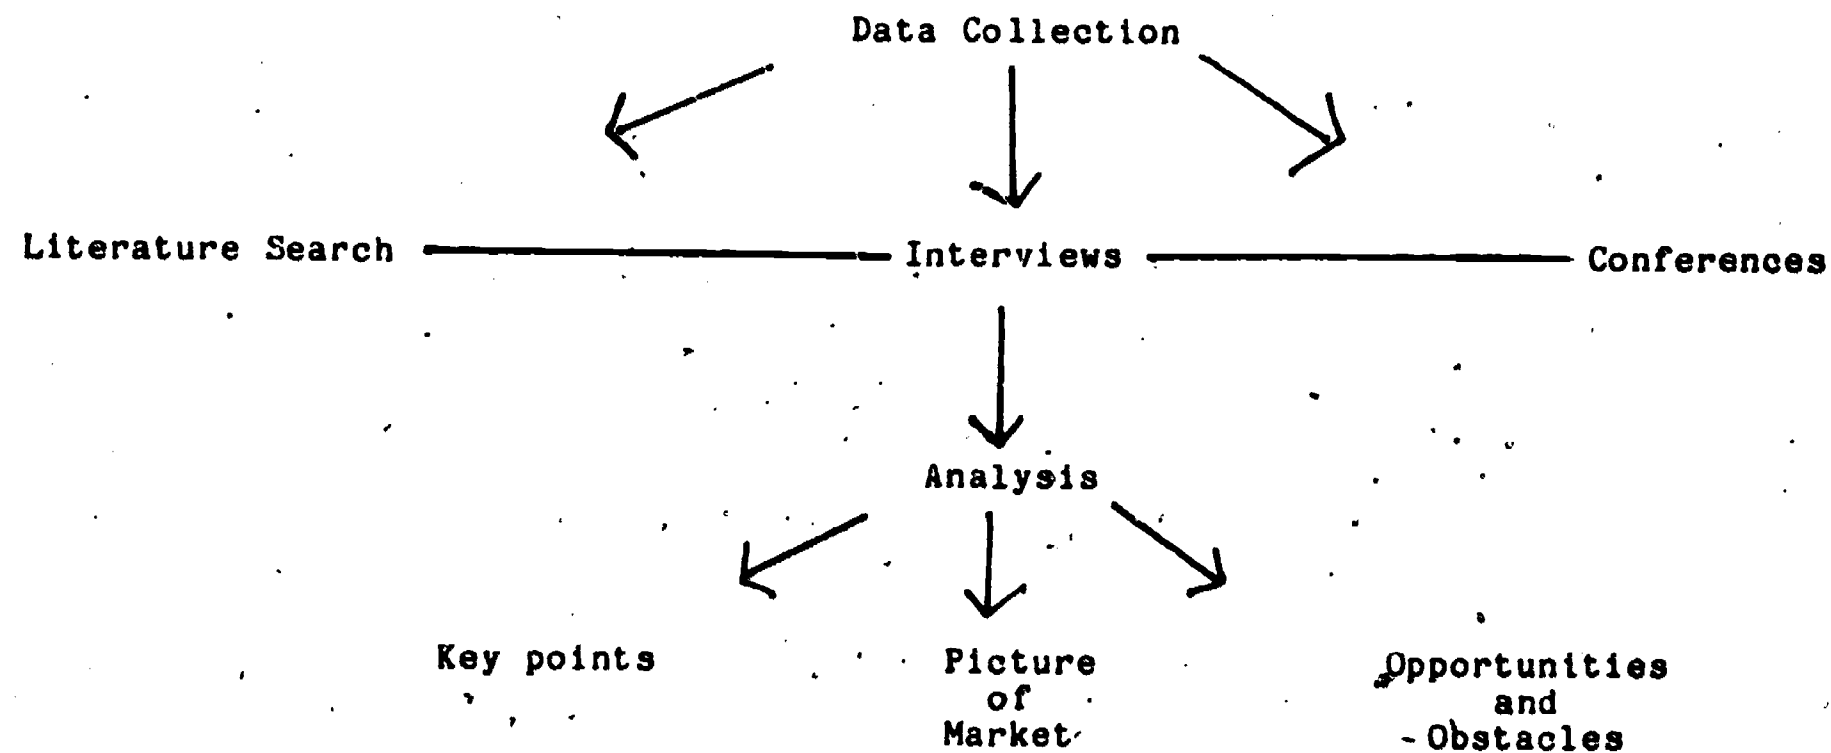 Data Collection
Literature Search Interviews Conferences
Analysis
Key points Picture Opportunities
of and
Market Obstacles